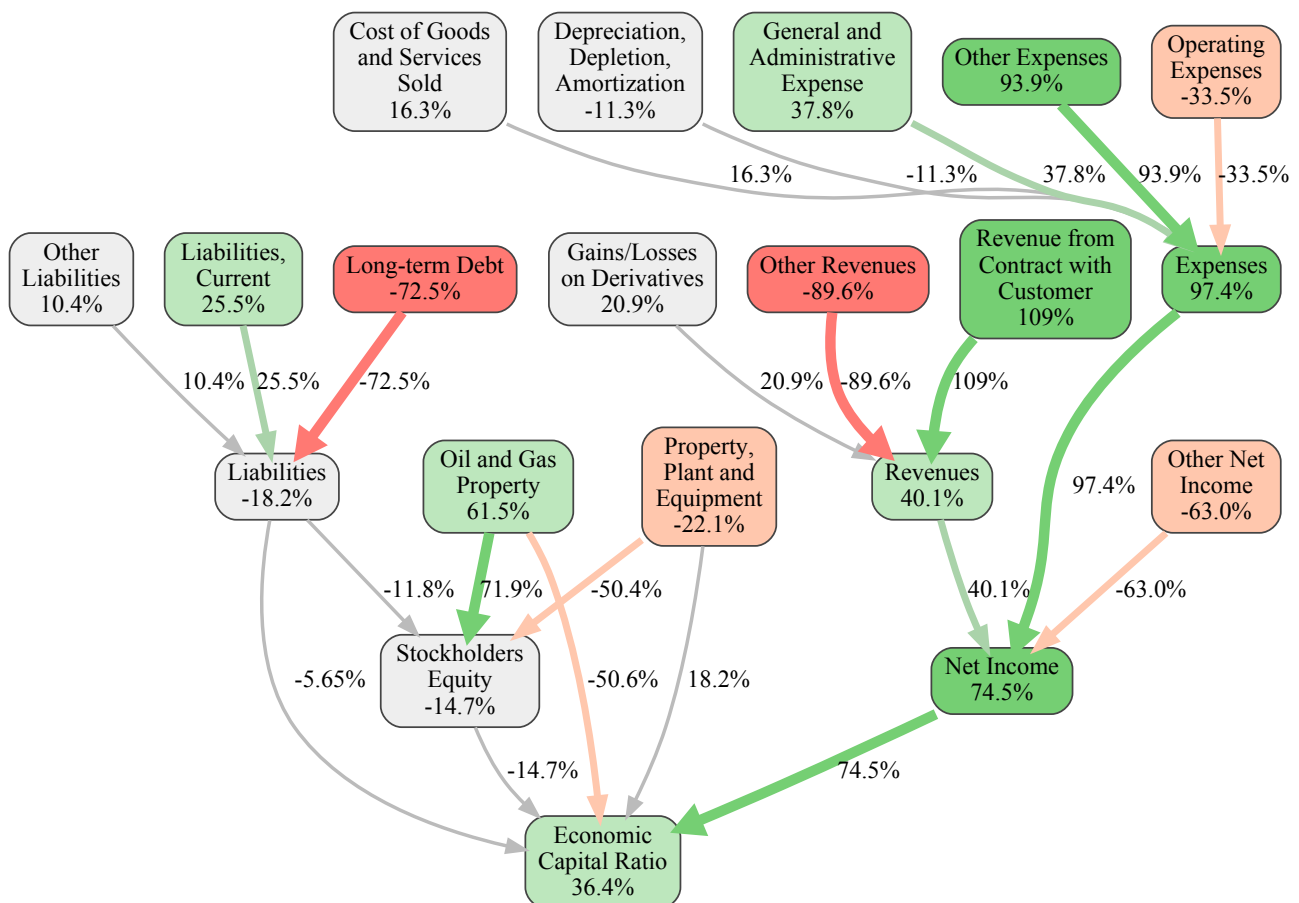 Cost of Goods
and Services
Sold
16.3%
Depreciation,
Depletion,
Amortization
-11.3%
General and
Administrative
Expense
37.8%
Other Expenses
93.9%
Operating
Expenses
-33.5%
16.3%
-11.3%
37.8%
93.9%
-33.5%
Other
Liabilities
10.4%
Liabilities,
Current
25.5%
Long-term Debt
-72.5%
Gains/Losses
on Derivatives
20.9%
Other Revenues
-89.6%
Revenue from
Contract with
Customer
109%
Expenses
97.4%
10.4%
25.5%
-72.5%
20.9%
-89.6%
109%
Liabilities
-18.2%
Oil and Gas
Property
61.5%
Property,
Plant and
Equipment
-22.1%
Revenues
40.1%
97.4%
Other Net
Income
-63.0%
-11.8%
71.9%
-50.4%
40.1%
-63.0%
-5.65%
Stockholders
Equity
-14.7%
-50.6%
18.2%
Net Income
74.5%
-14.7%
74.5%
Economic
Capital Ratio
36.4%